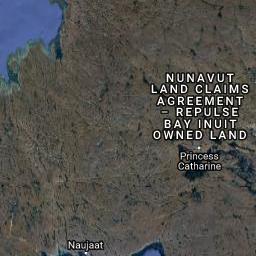 NUNAVUT
LAND CLAIMS
AGREEMENT
– REPULSE
BAY INUIT
OWNED LAND
Princess
Catharine
Naujaat